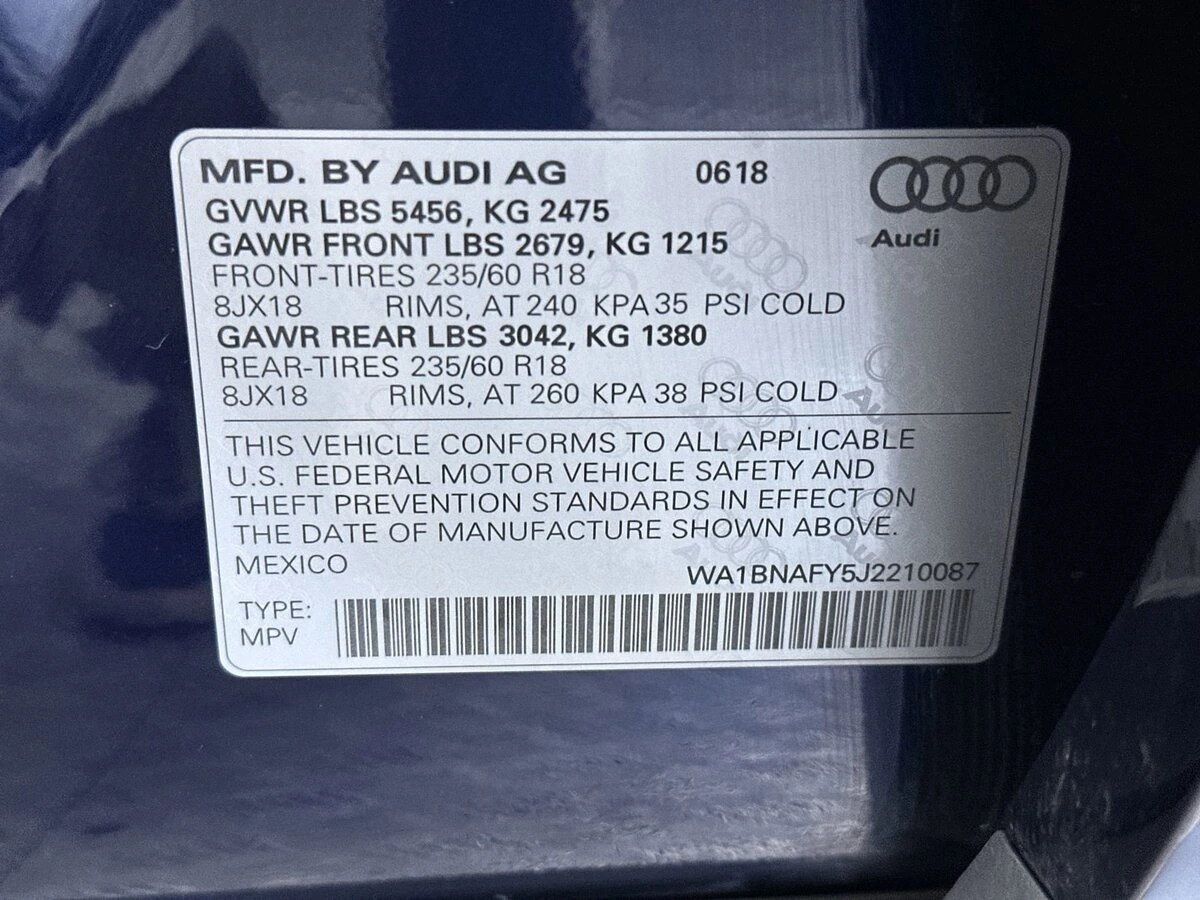 MFD. BY AUDI AG 0618
Audi
GVWR LBS 5456, KG 2475
GAWR FRONT LBS 2679, KG 1215
FRONT-TIRES 235/60 R18
8JX18 RIMS, AT 240 KPA 35 PSI COLD
GAWR REAR LBS 3042, KG 1380
REAR-TIRES 235/60 R18
8JX18 RIMS, AT 260 KPA 38 PSI COLD
THIS VEHICLE CONFORMS TO ALL APPLICABLE
U.S. FEDERAL MOTOR VEHICLE SAFETY AND
THEFT PREVENTION STANDARDS IN EFFECT ON
THE DATE OF MANUFACTURE SHOWN ABOVE.
MEXICO
WA1BNAFY5J2210087
TYPE:
MPV